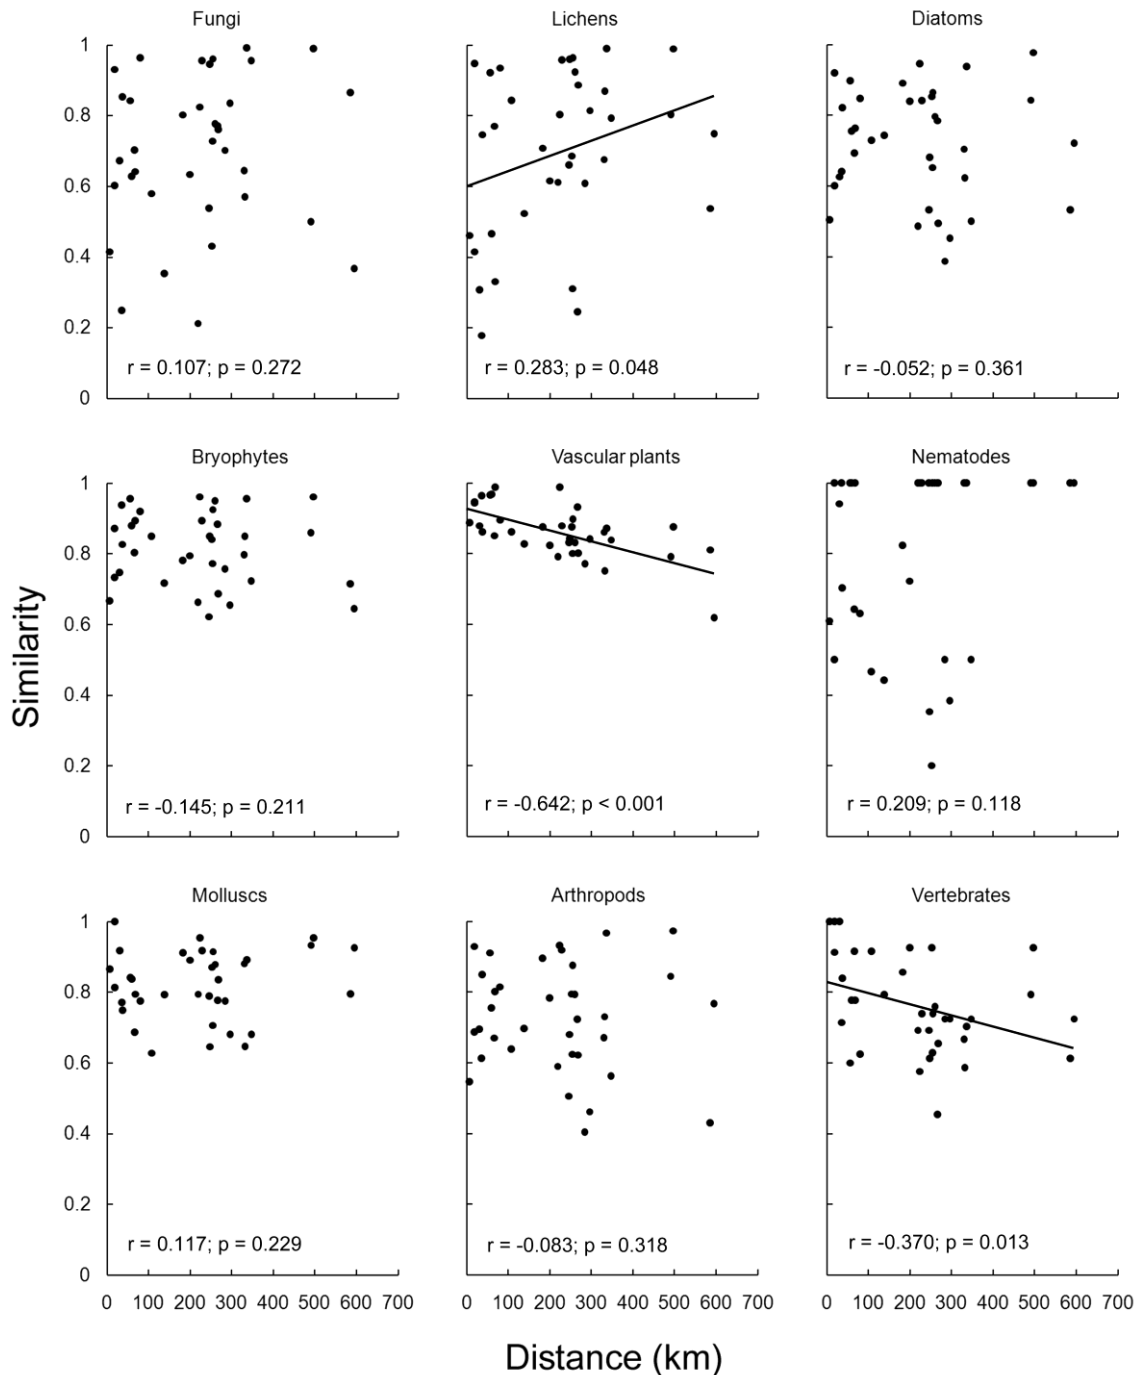 Fungi
Lichens
Diatoms
1
0.8
0.6
0.4
0.2
0
r = 0.107; p = 0.272
r = 0.283; p = 0.048
r = -0.052; p = 0.361
Bryophytes
Vascular plants
Nematodes
1
0.8
0.6
0.4
0.2
0
r = -0.145; p = 0.211
r = -0.642; p < 0.001
r = 0.209; p = 0.118
Similarity
Molluscs
Arthropods
Vertebrates
1
0.8
0.6
0.4
0.2
0
r = 0.117; p = 0.229
r = -0.083; p = 0.318
r = -0.370; p = 0.013
0 100 200 300 400 500 600 700
0 100 200 300 400 500 600 700
0 100 200 300 400 500 600 700
Distance (km)